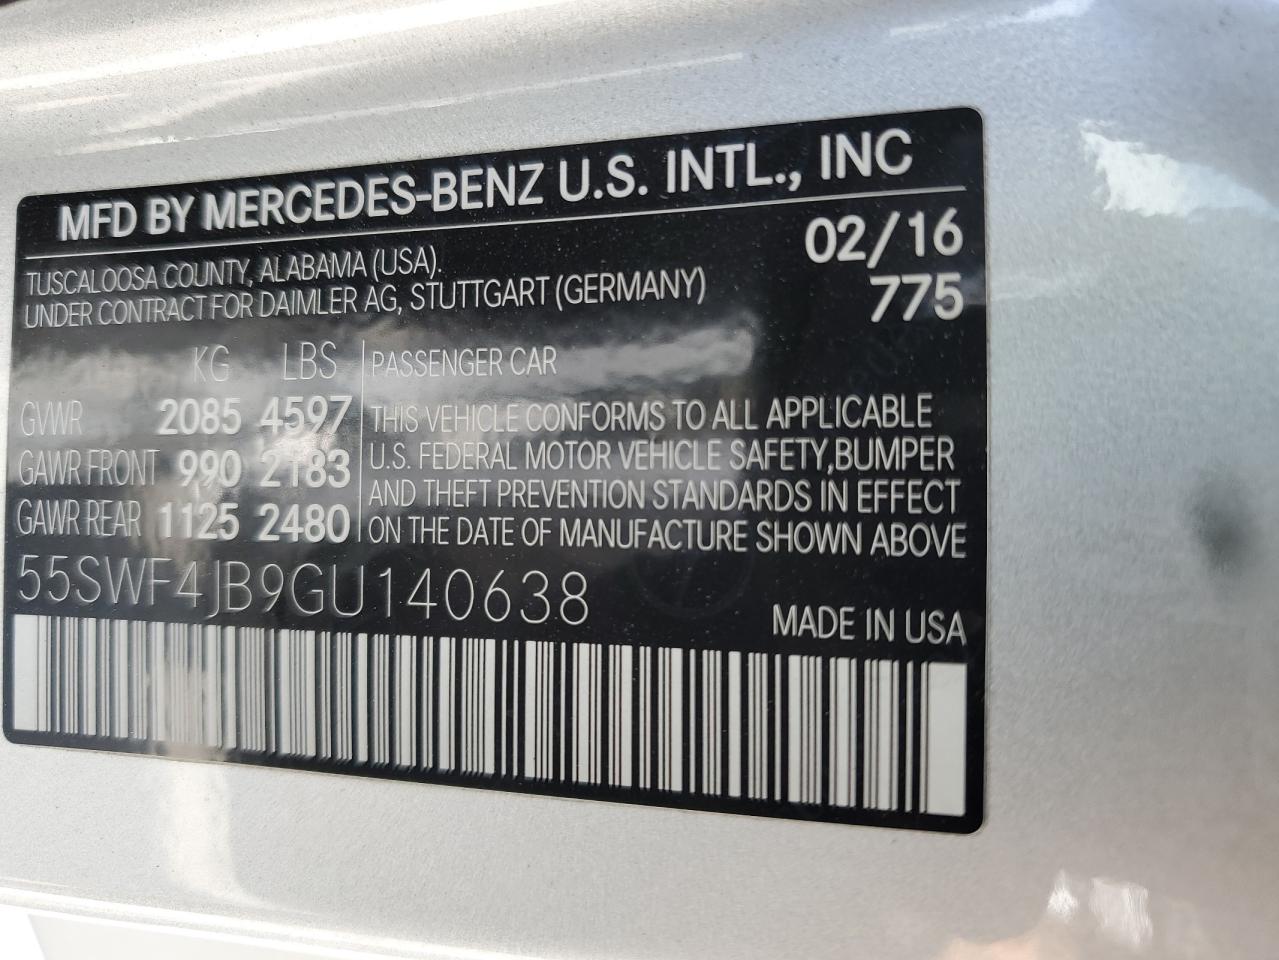 MFD BY MERCEDES-BENZ U.S. INTL., INC
TUSCALOOSA COUNTY, ALABAMA (USA).
UNDER CONTRACT FOR DAIMLER AG, STUTTGART (GERMANY)
02/16
775
KG LBS
GVWR 2085 4597
GAWR FRONT 990 2183
GAWR REAR 1125 2480
PASSENGER CAR
THIS VEHICLE CONFORMS TO ALL APPLICABLE
U.S. FEDERAL MOTOR VEHICLE SAFETY,BUMPER
AND THEFT PREVENTION STANDARDS IN EFFECT
ON THE DATE OF MANUFACTURE SHOWN ABOVE
55SWF4JB9GU140638
MADE IN USA